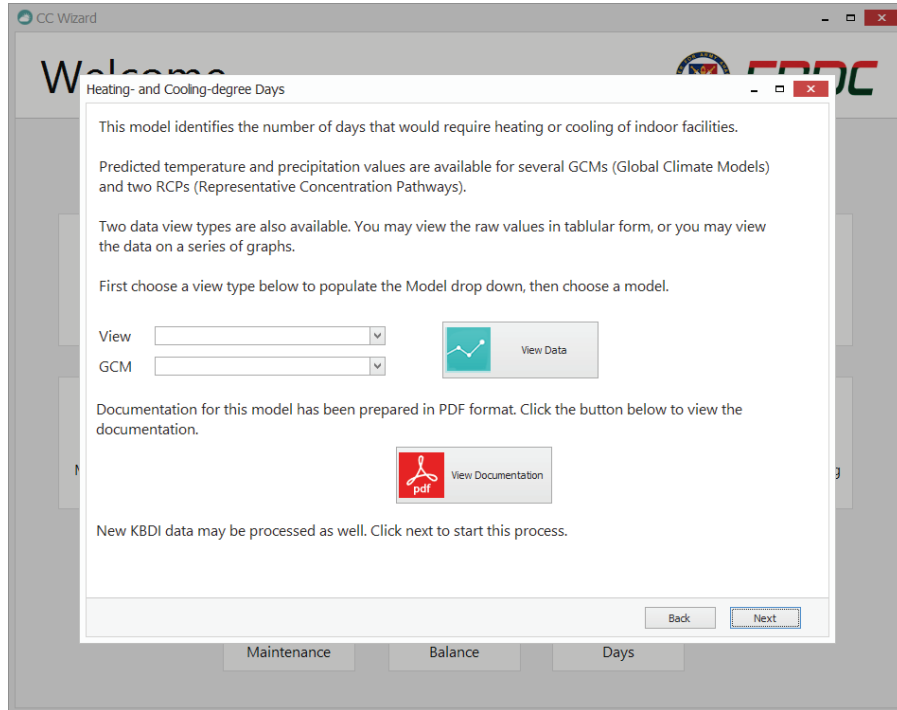 CC Wizard
Welcome
Heating- and Cooling-degree Days
This model identifies the number of days that would require heating or cooling of indoor facilities.
Predicted temperature and precipitation values are available for several GCMs (Global Climate Models)
and two RCPs (Representative Concentration Pathways).
Two data view types are also available. You may view the raw values in tablular form, or you may view
the data on a series of graphs.
First choose a view type below to populate the Model drop down, then choose a model.
View
View Data
GCM
Documentation for this model has been prepared in PDF format. Click the button below to view the
documentation.
pdf
View Documentation
New KBDI data may be processed as well. Click next to start this process.
Back
Next
Maintenance
Balance
Days